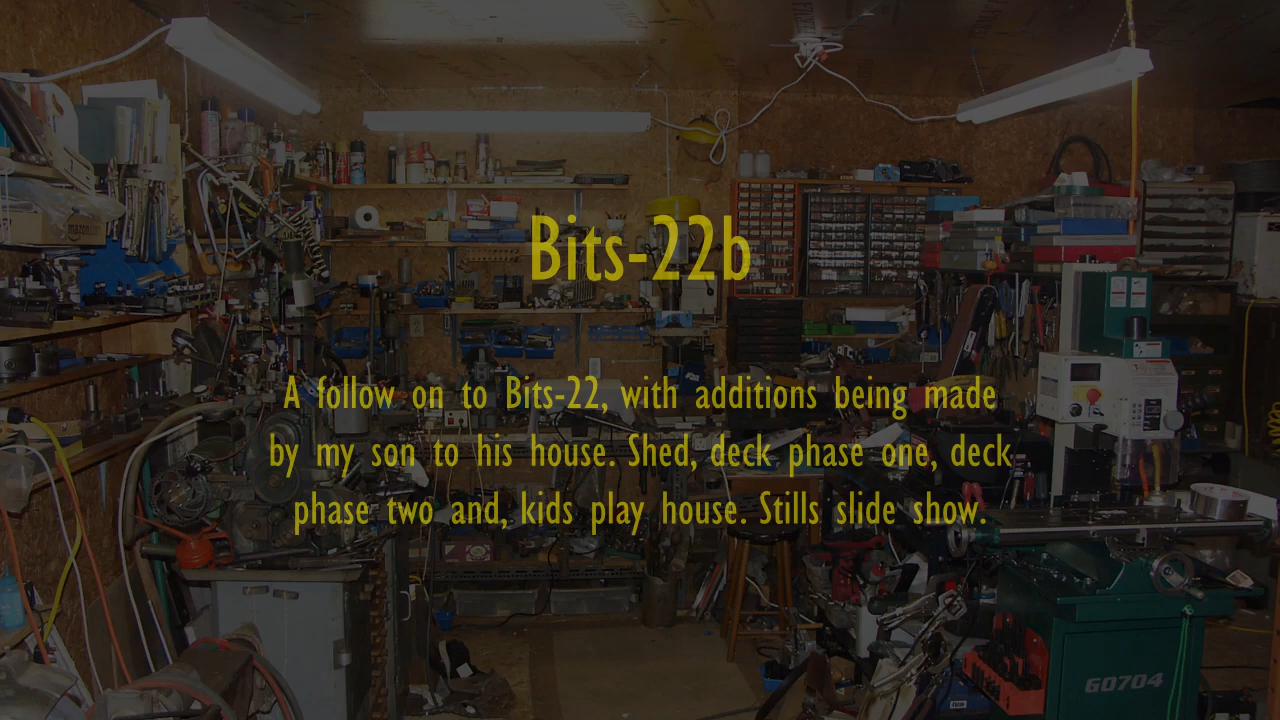 Bits-22b
A follow on to Bits-22, with additions being made
by my son to his house. Shed, deck phase one, deck
phase two and, kids play house. Stills slide show.
G0704